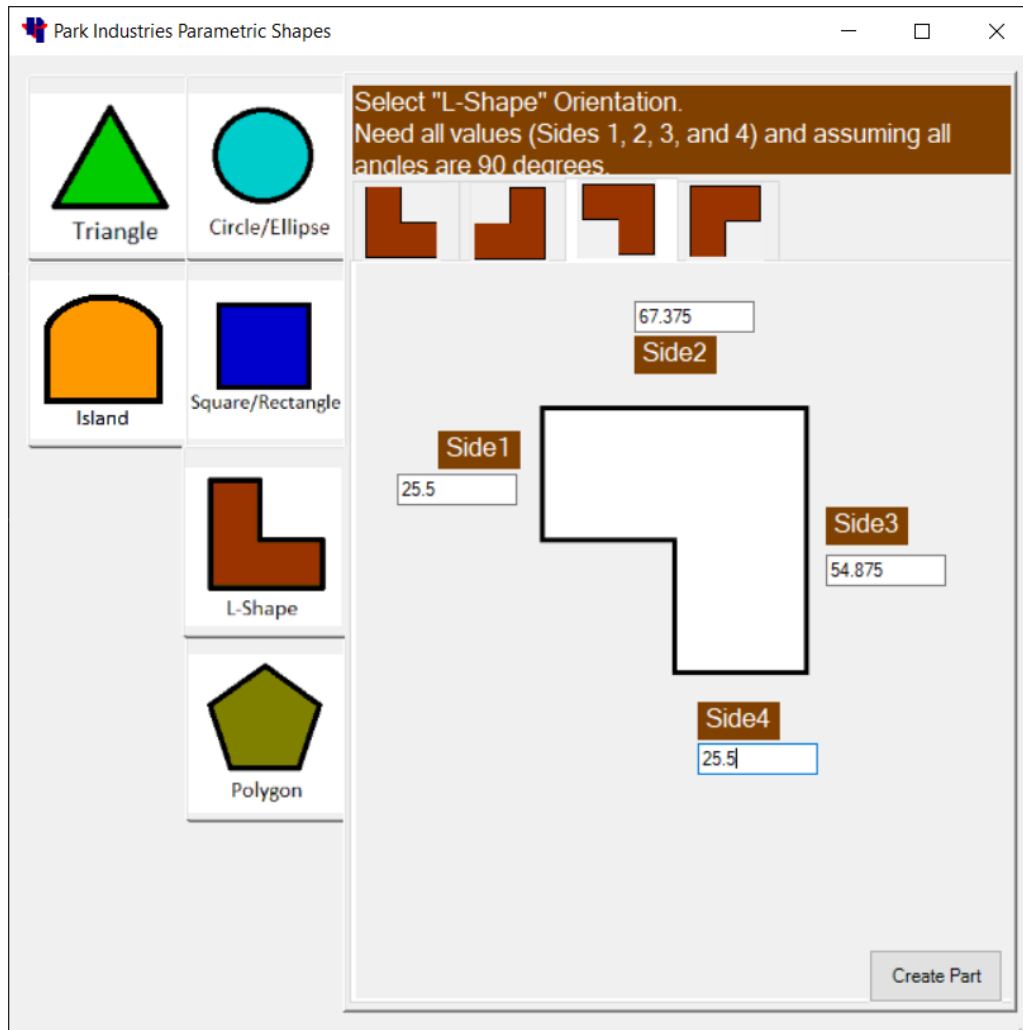 Park Industries Parametric Shapes
Triangle
Circle/Ellipse
Island
Square/Rectangle
L-Shape
Polygon
Select "L-Shape" Orientation.
Need all values (Sides 1, 2, 3, and 4) and assuming all
angles are 90 degrees.
67.375
Side2
Side1
25.5
Side3
54.875
Side4
25.5
Create Part